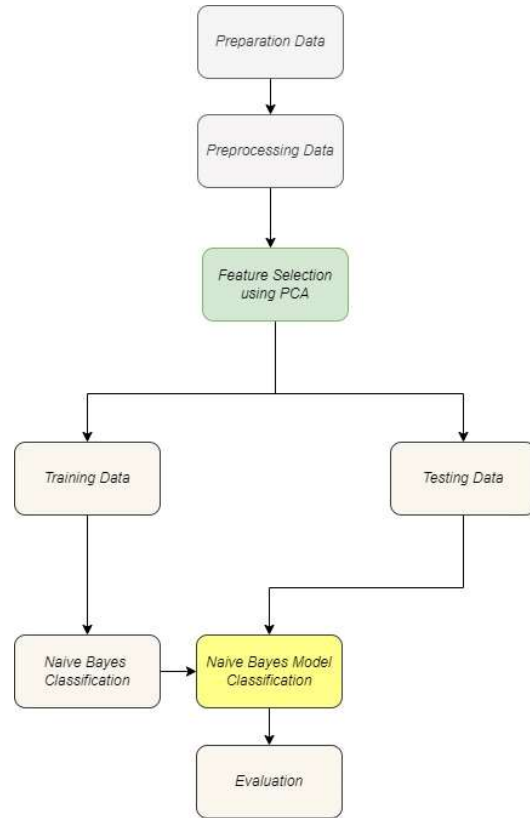 Preparation Data
Preprocessing Data
Feature Selection
using PCA
Training Data
Testing Data
Naive Bayes
Classification
Naive Bayes Model
Classification
Evaluation